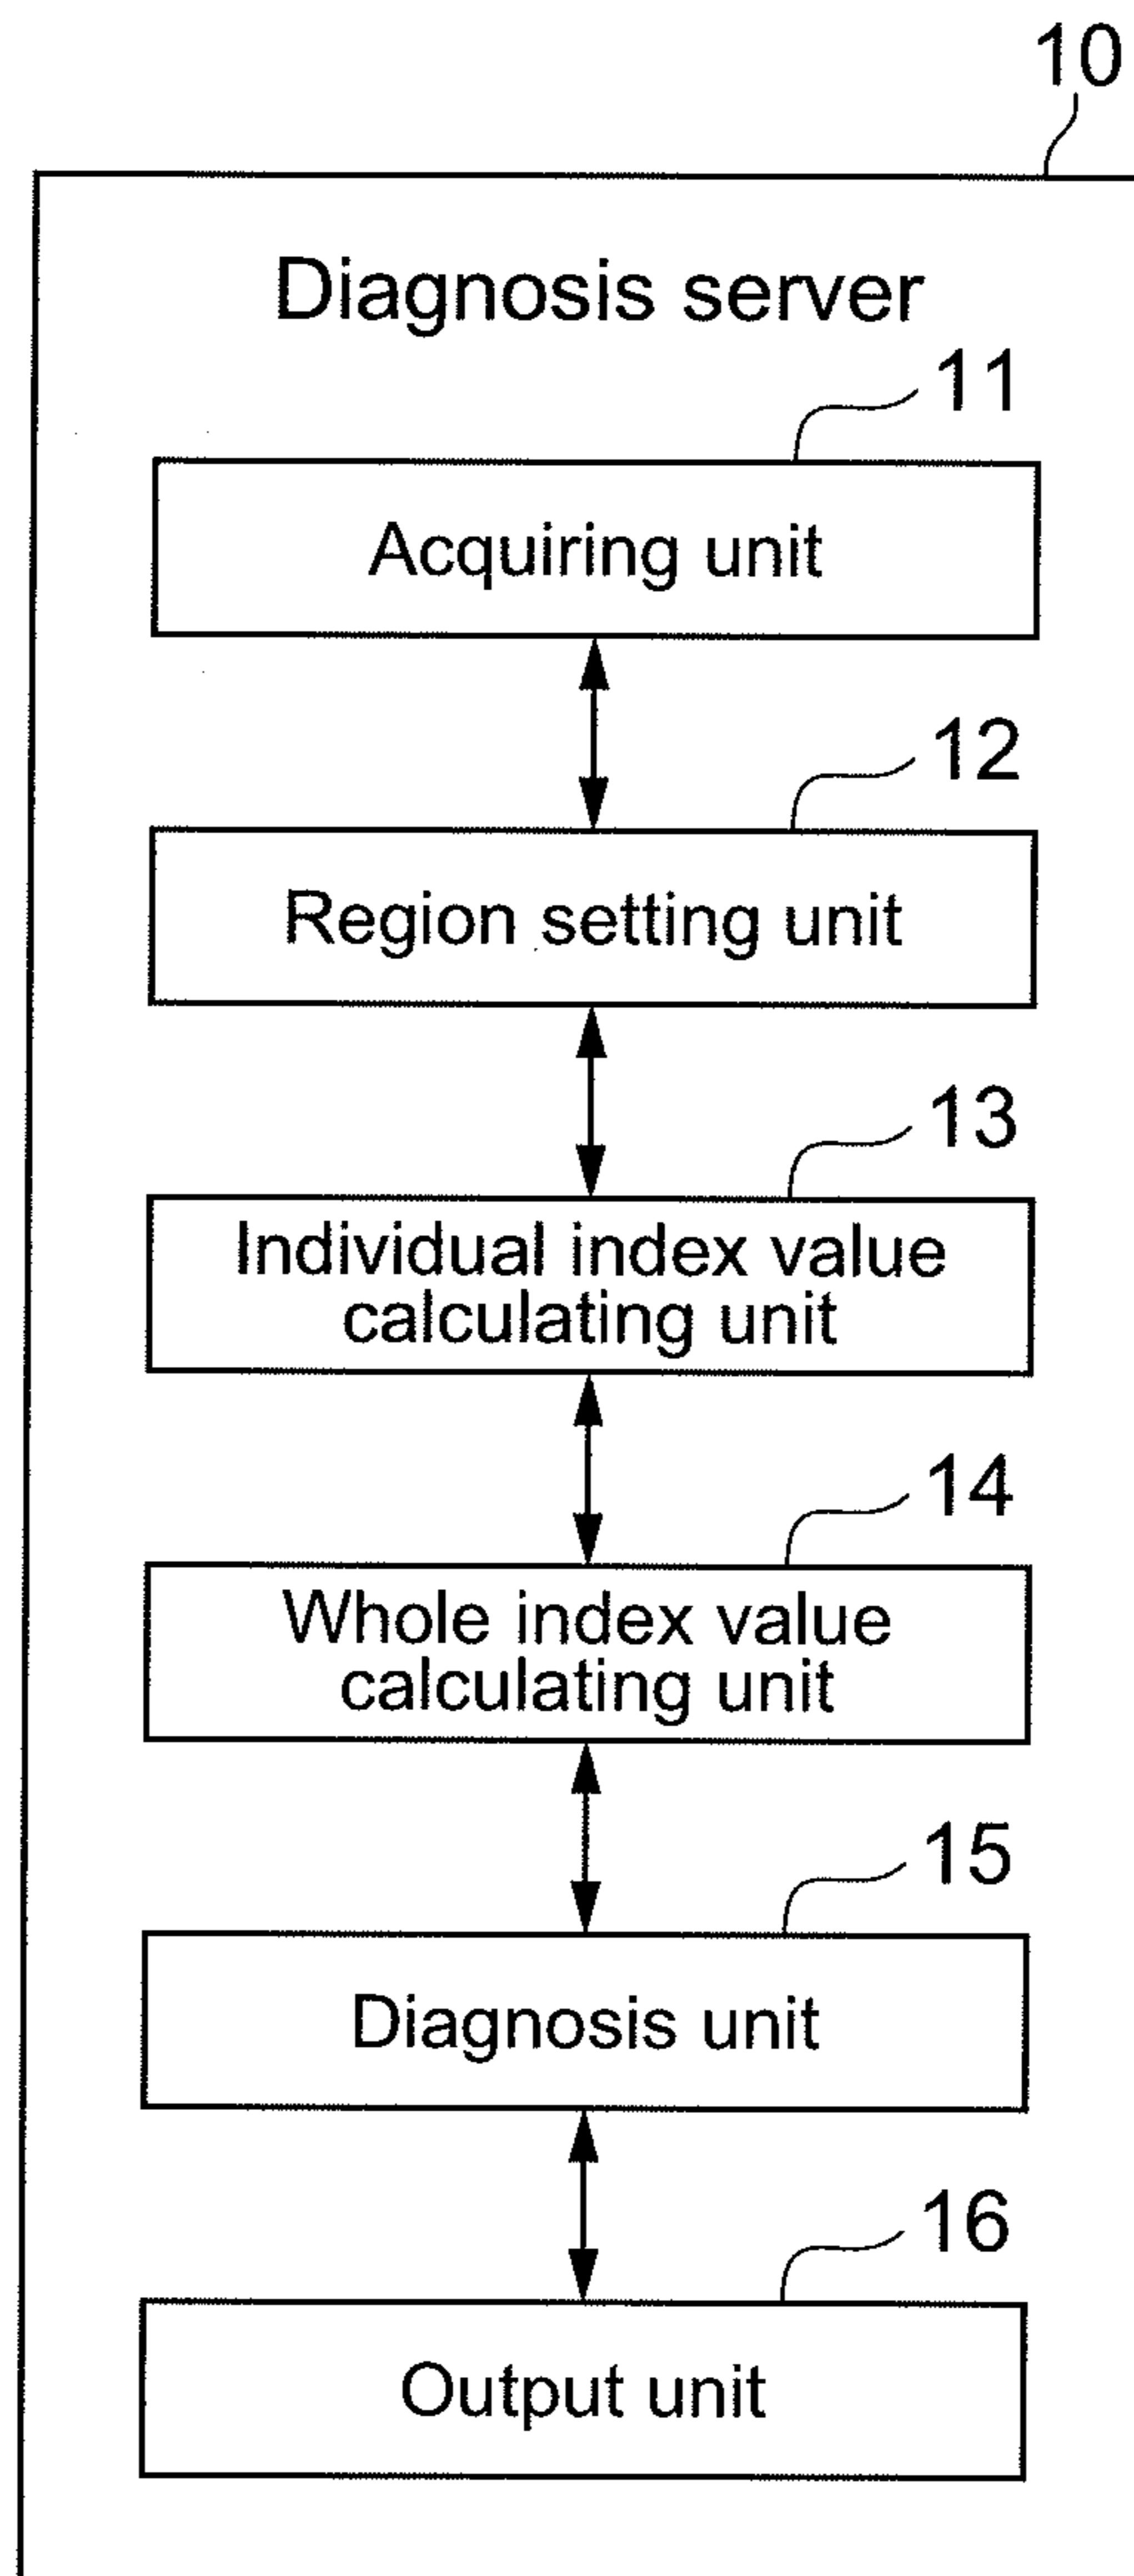 10
Diagnosis server
11
Acquiring unit
12
Region setting unit
13
Individual index value
calculating unit
14
Whole index value
calculating unit
15
Diagnosis unit
16
Output unit